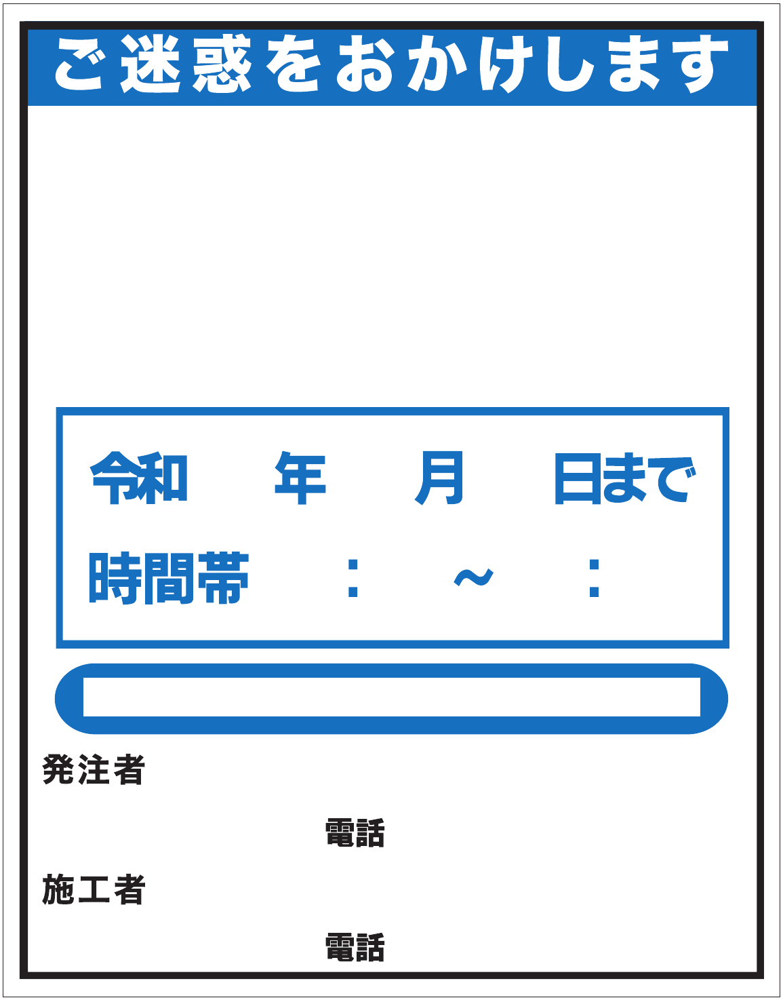 ご迷惑をおかけします
令和　年　月　日まで
時間帯　：　～　：
発注者
電話
施工者
電話